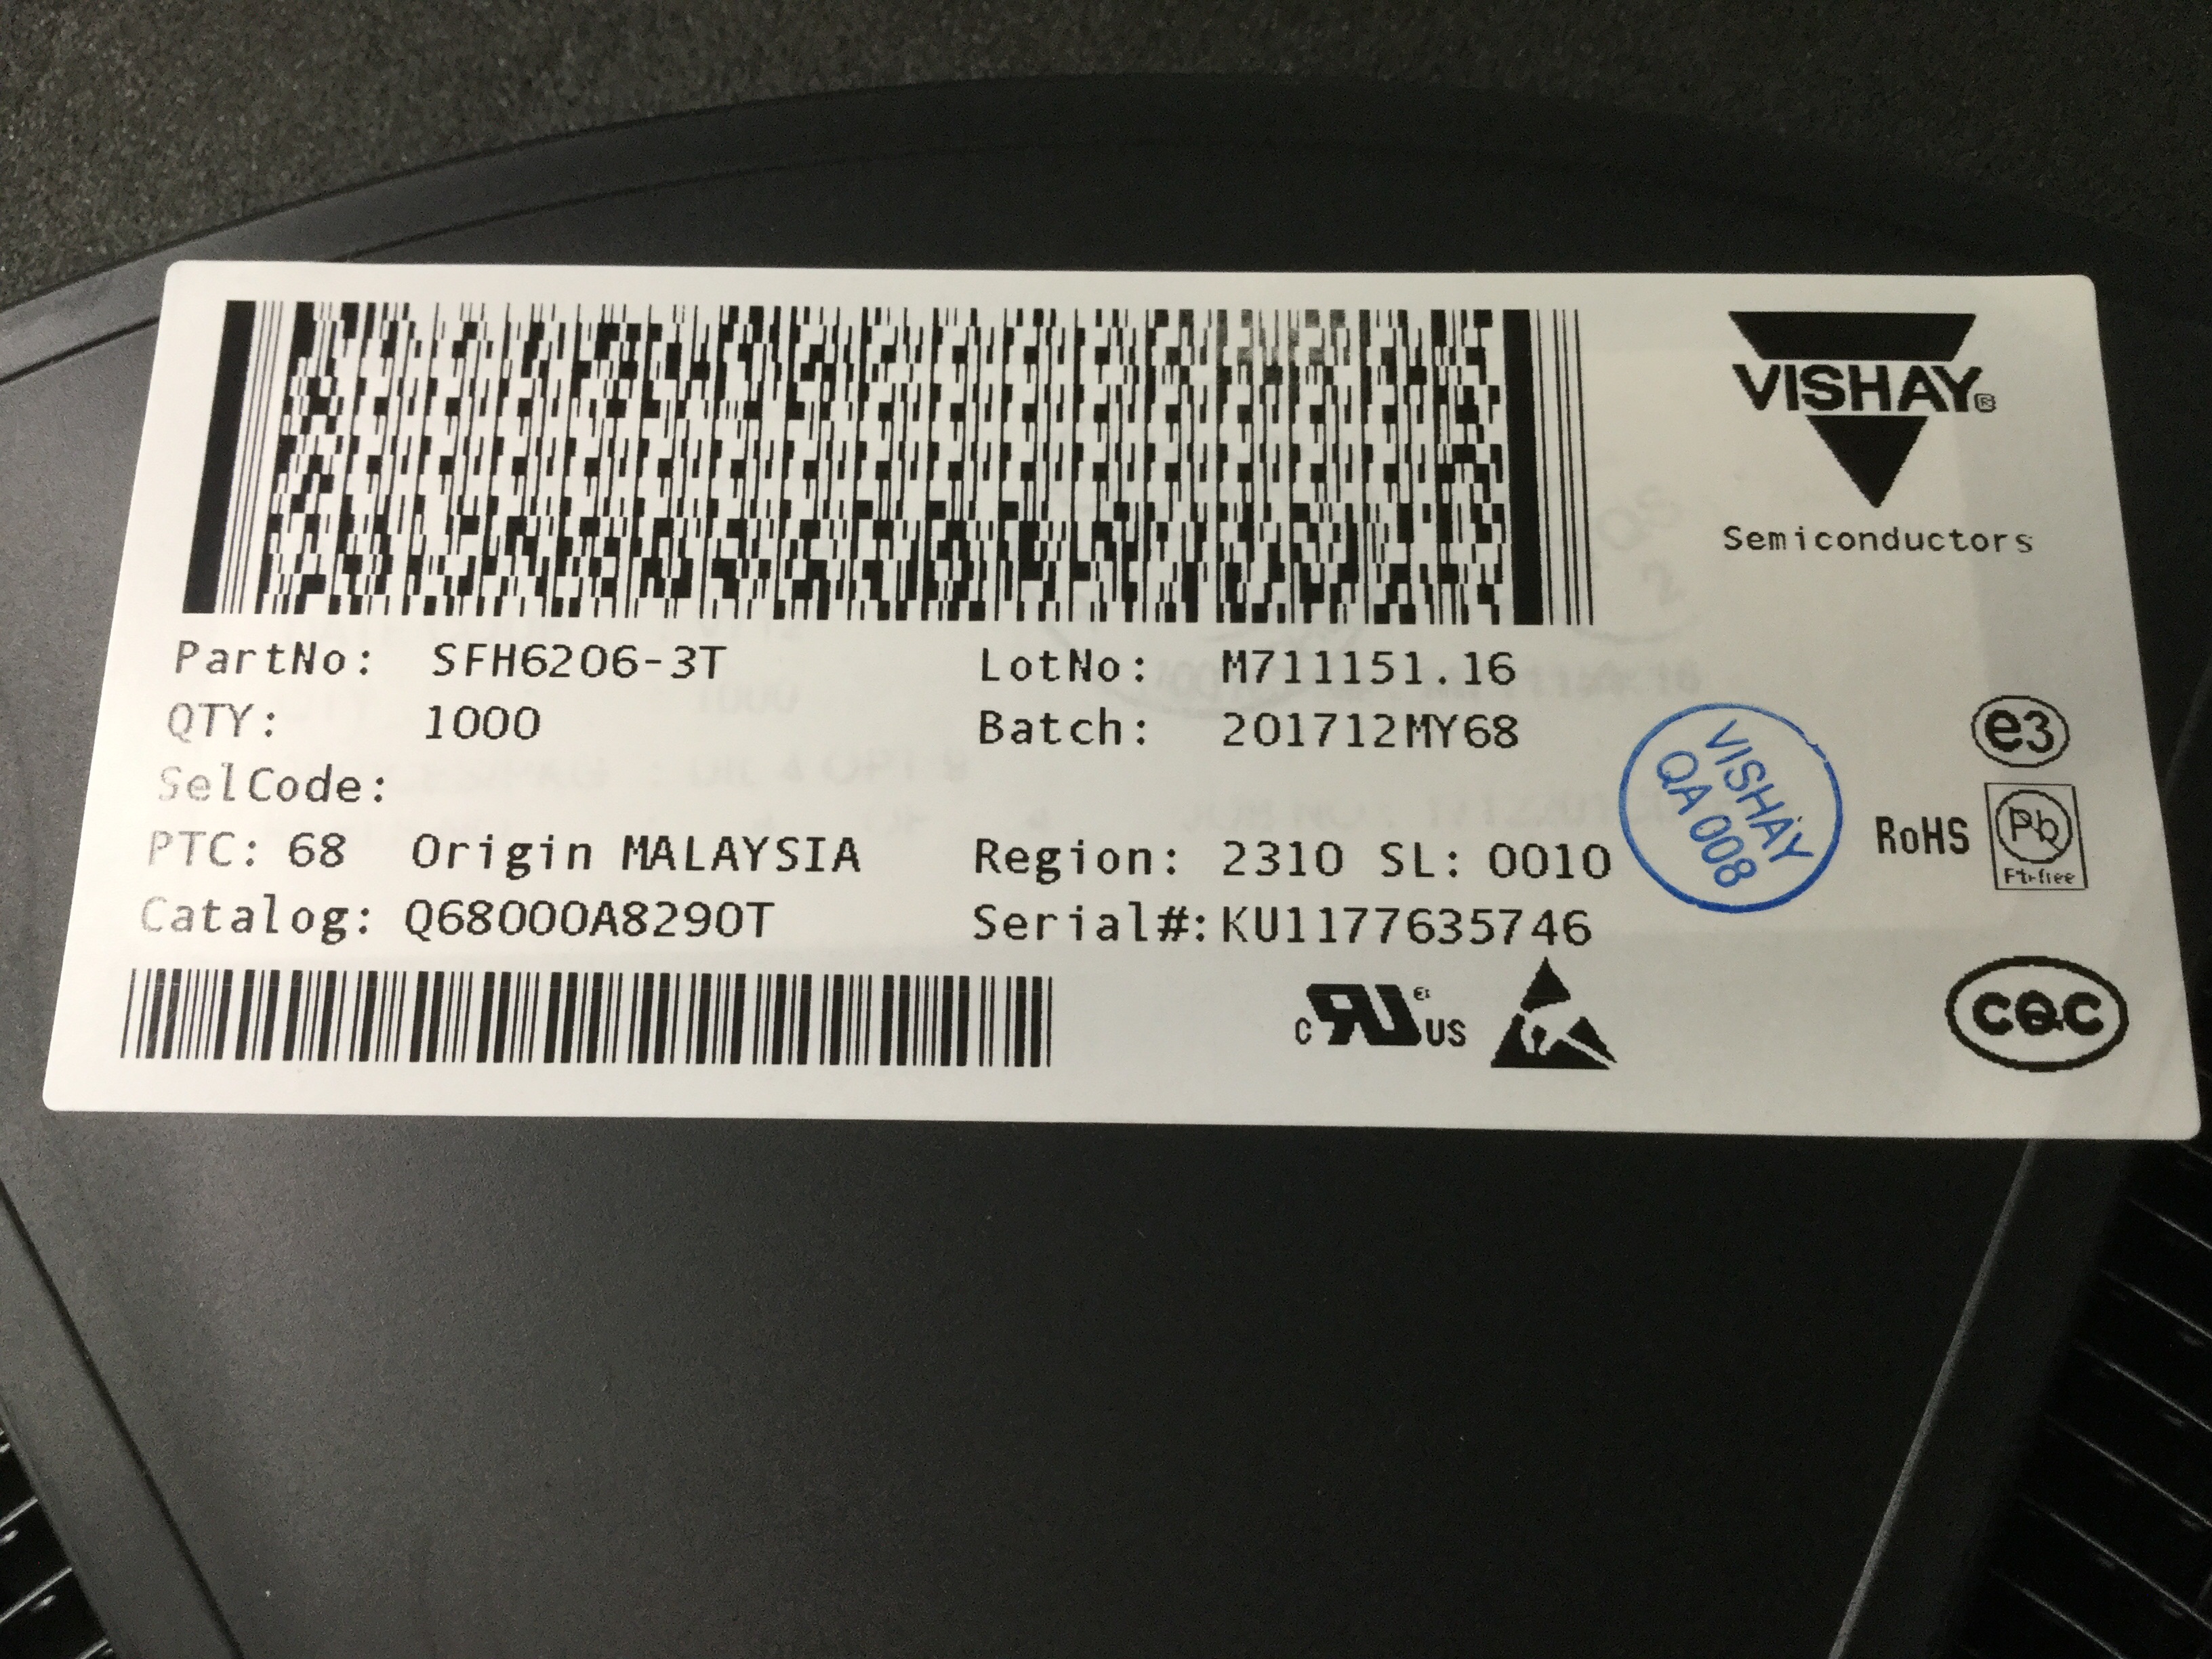 VISHAY®
Semiconductors
PartNo: SFH6206-3T LotNo: M711151.16
QTY: 1000 Batch: 201712MY68
SelCode:
PTC: 68 Origin MALAYSIA Region: 2310 SL: 0010
Catalog: Q68000A8290T Serial#: KU1177635746
VISHAY
QA 008
e3
RoHS
Pb
c RU US
CQC